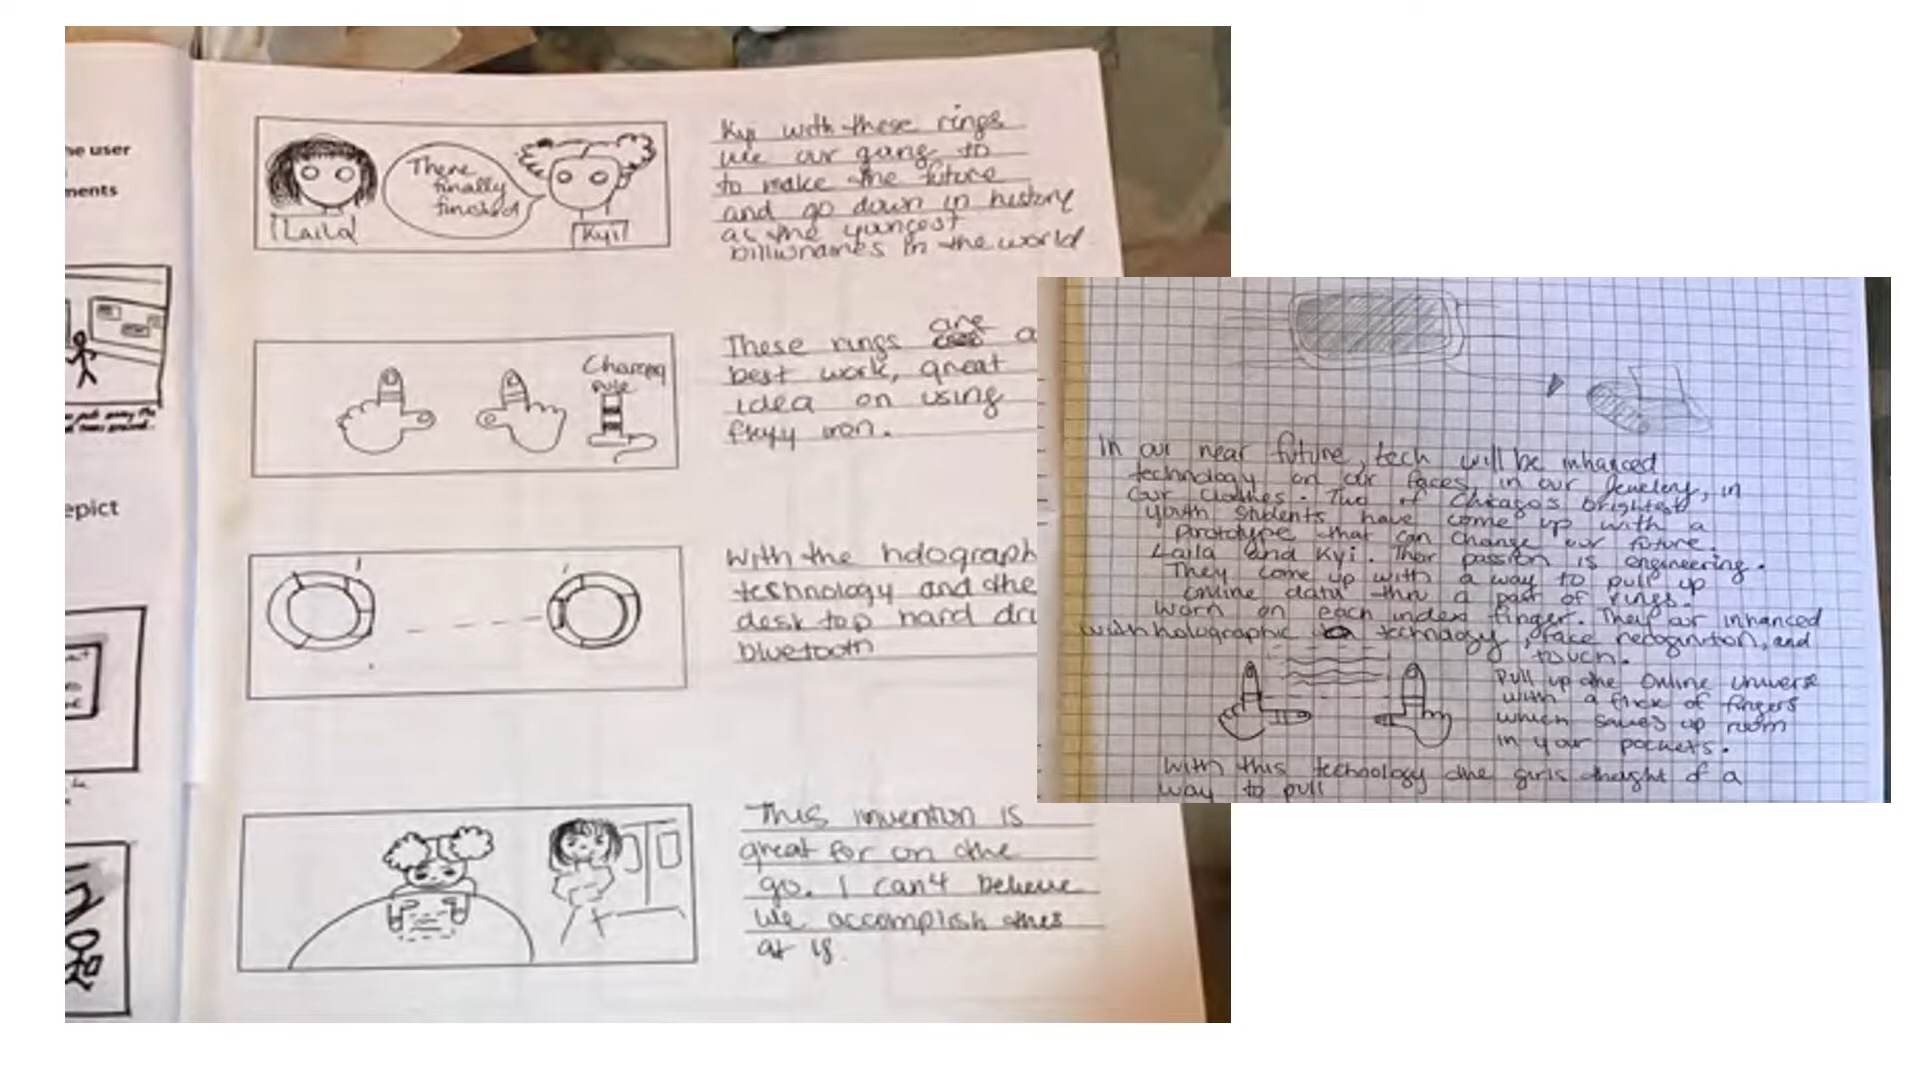 he user
ments
epict
There
finally
finished
Laila
Kyi
Kyi with these rings
we ar gang to
to make the future
and go down in history
as the yungest
billionaires in the world.
Charging
pole
These rings are a
best work, great
idea on using
iron.
With the holograph
teshnology and the
desk top hard dri
bluetooth
This invention is
great for on the
go. I can't believe
we accomplish this
at 18.
In our near future, tech will be inhanced
technology on our faces, in our Jewelery, in
our clothes. Two of Chicago's brightest
youth students have come up with a
prototype that can change our future.
Laila and Kyi. Their passion is engineering.
They come up with a way to pull up
online data thru a pair of rings.
Worn on each index finger. They ar inhanced
with holographic technology, face recognition, and
touch.
Pull up the Online Universe
with a flick of fingers
which saves up room
in your pockets.
With this technology the girls thought of a
way to pull